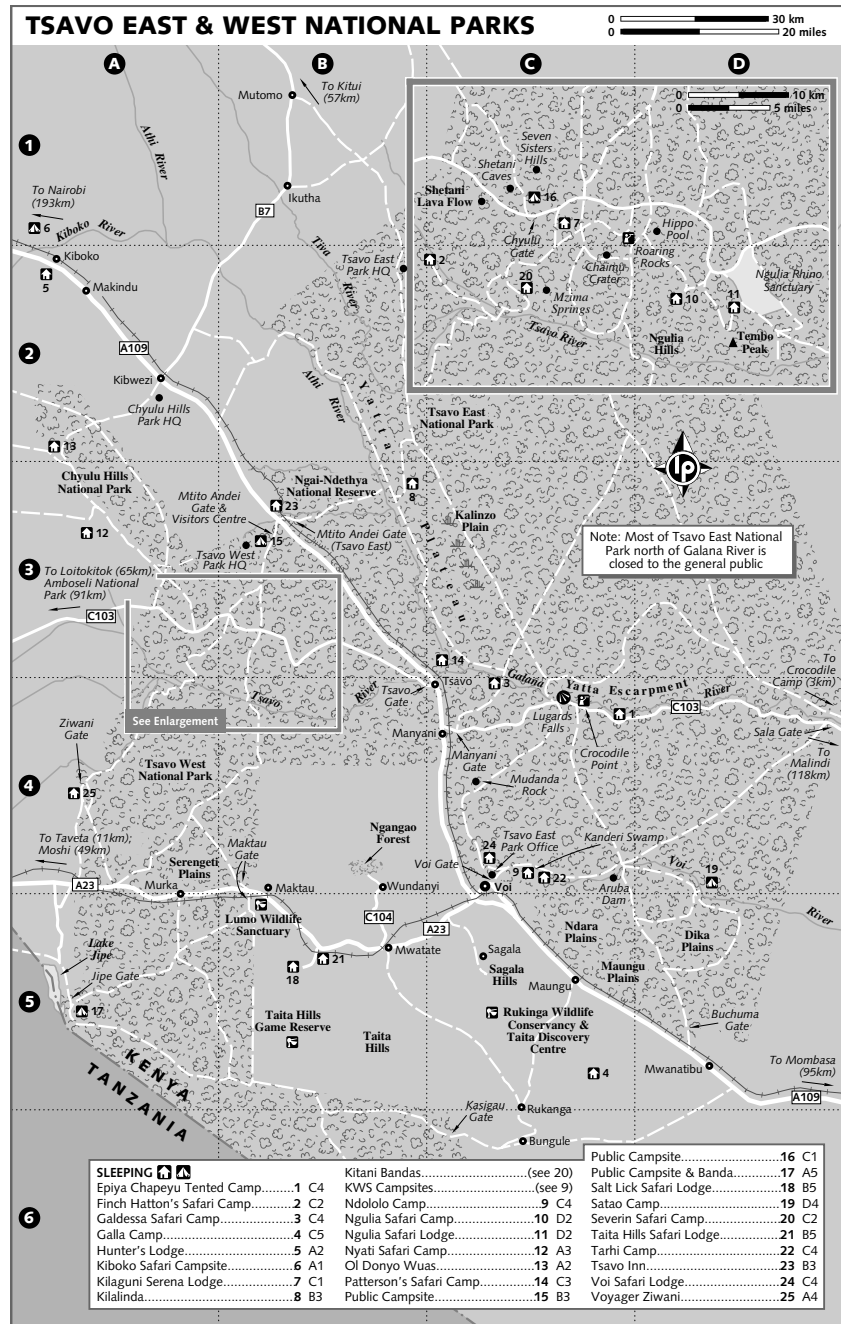 TSAVO EAST & WEST NATIONAL PARKS
0 30 km
0 20 miles
A
B
C
D
1
2
3
4
5
6
To Kitui
(57km)
Mutomo
Athi
River
Ikutha
B7
To Nairobi
(193km)
6
Kiboko River
Kiboko
5
Makindu
Tiva
River
Tsavo East
Park HQ
A109
Kibwezi
Chyulu Hills
Park HQ
Athi
River
0 10 km
0 5 miles
Seven
Sisters
Hills
Shetani
Caves
Shetani
Lava Flow
16
7
Chyulu
Gate
Hippo
Pool
Roaring
Rocks
Chaimu
Crater
2
20
Mzima
Springs
10
11
Ngulia Rhino
Sanctuary
Tsavo River
Ngulia
Hills
Tembo
Peak
Tsavo East
National Park
Yatta
Plateau
13
Chyulu Hills
National Park
12
Mtito Andei
Gate &
Visitors Centre
Ngai-Ndethya
National Reserve
23
15
Tsavo West
Park HQ
Mtito Andei Gate
(Tsavo East)
8
Kalinzo
Plain
lp
Note: Most of Tsavo East National
Park north of Galana River is
closed to the general public
To Loitokitok (65km);
Amboseli National
Park (91km)
C103
See Enlargement
Tsavo
River
14
Tsavo
Tsavo
Gate
3
Galana
River
Yatta Escarpment
Lugards
Falls
Crocodile
Point
1
C103
To
Crocodile
Camp (3km)
Sala Gate
To
Malindi
(118km)
Manyani
Manyani
Gate
Mudanda
Rock
Ziwani
Gate
Tsavo West
National Park
25
To Taveta (11km);
Moshi (49km)
A23
Serengeti
Plains
Maktau
Gate
Murka
Maktau
Ngangao
Forest
Wundanyi
Lumo Wildlife
Sanctuary
C104
A23
Mwatate
Voi Gate
24
Tsavo East
Park Office
Kanderi Swamp
9
22
Voi
Aruba
Dam
Voi
River
19
Ndara
Plains
Dika
Plains
Sagala
Sagala
Hills
Maungu
Maungu
Plains
Lake
Jipe
Jipe Gate
17
18
21
Taita Hills
Game Reserve
Taita
Hills
Rukinga Wildlife
Conservancy &
Taita Discovery
Centre
4
Buchuma
Gate
Mwanatibu
To Mombasa
(95km)
A109
KENYA
TANZANIA
Kasigau
Gate
Rukanga
Bungule
SLEEPING
Epiya Chapeyu Tented Camp........1 C4
Finch Hatton's Safari Camp........2 C2
Galdessa Safari Camp........3 C4
Galla Camp........4 C5
Hunter's Lodge........5 A2
Kiboko Safari Campsite........6 A1
Kilaguni Serena Lodge........7 C1
Kilalinda........8 B3
Kitani Bandas........(see 20)
KWS Campsites........(see 9)
Ndololo Camp........9 C4
Ngulia Safari Camp........10 D2
Ngulia Safari Lodge........11 D2
Nyati Safari Camp........12 A3
Ol Donyo Wuas........13 A2
Patterson's Safari Camp........14 C3
Public Campsite........15 B3
Public Campsite........16 C1
Public Campsite & Banda........17 A5
Salt Lick Safari Lodge........18 B5
Satao Camp........19 D4
Severin Safari Camp........20 C2
Taita Hills Safari Lodge........21 B5
Tarhi Camp........22 C4
Tsavo Inn........23 B3
Voi Safari Lodge........24 C4
Voyager Ziwani........25 A4